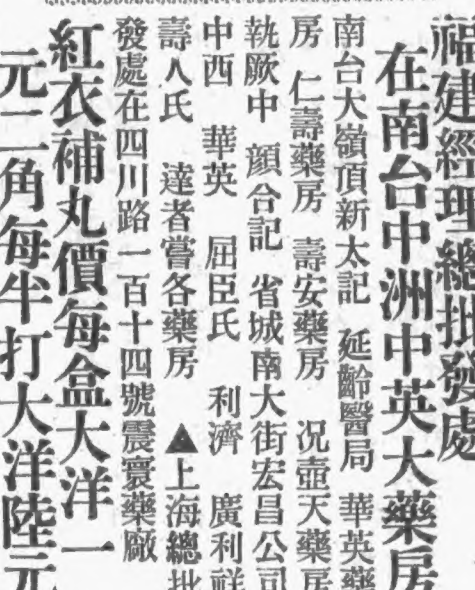 福建經理總批發處
在南台中洲中英大藥房
南台大嶺頂新太記　延齡醫局　華英藥
房　仁壽藥房　壽安藥房　况壺天藥房
執厥中　顏合記　省城南大街宏昌公司
中西　華英　屈臣氏　利濟　廣利祥
壽人氏　達者嘗各藥房　▲上海總批
發處在四川路一百十四號震寰藥廠
紅衣補丸價每盒大洋一
元二角每半打大洋陸元